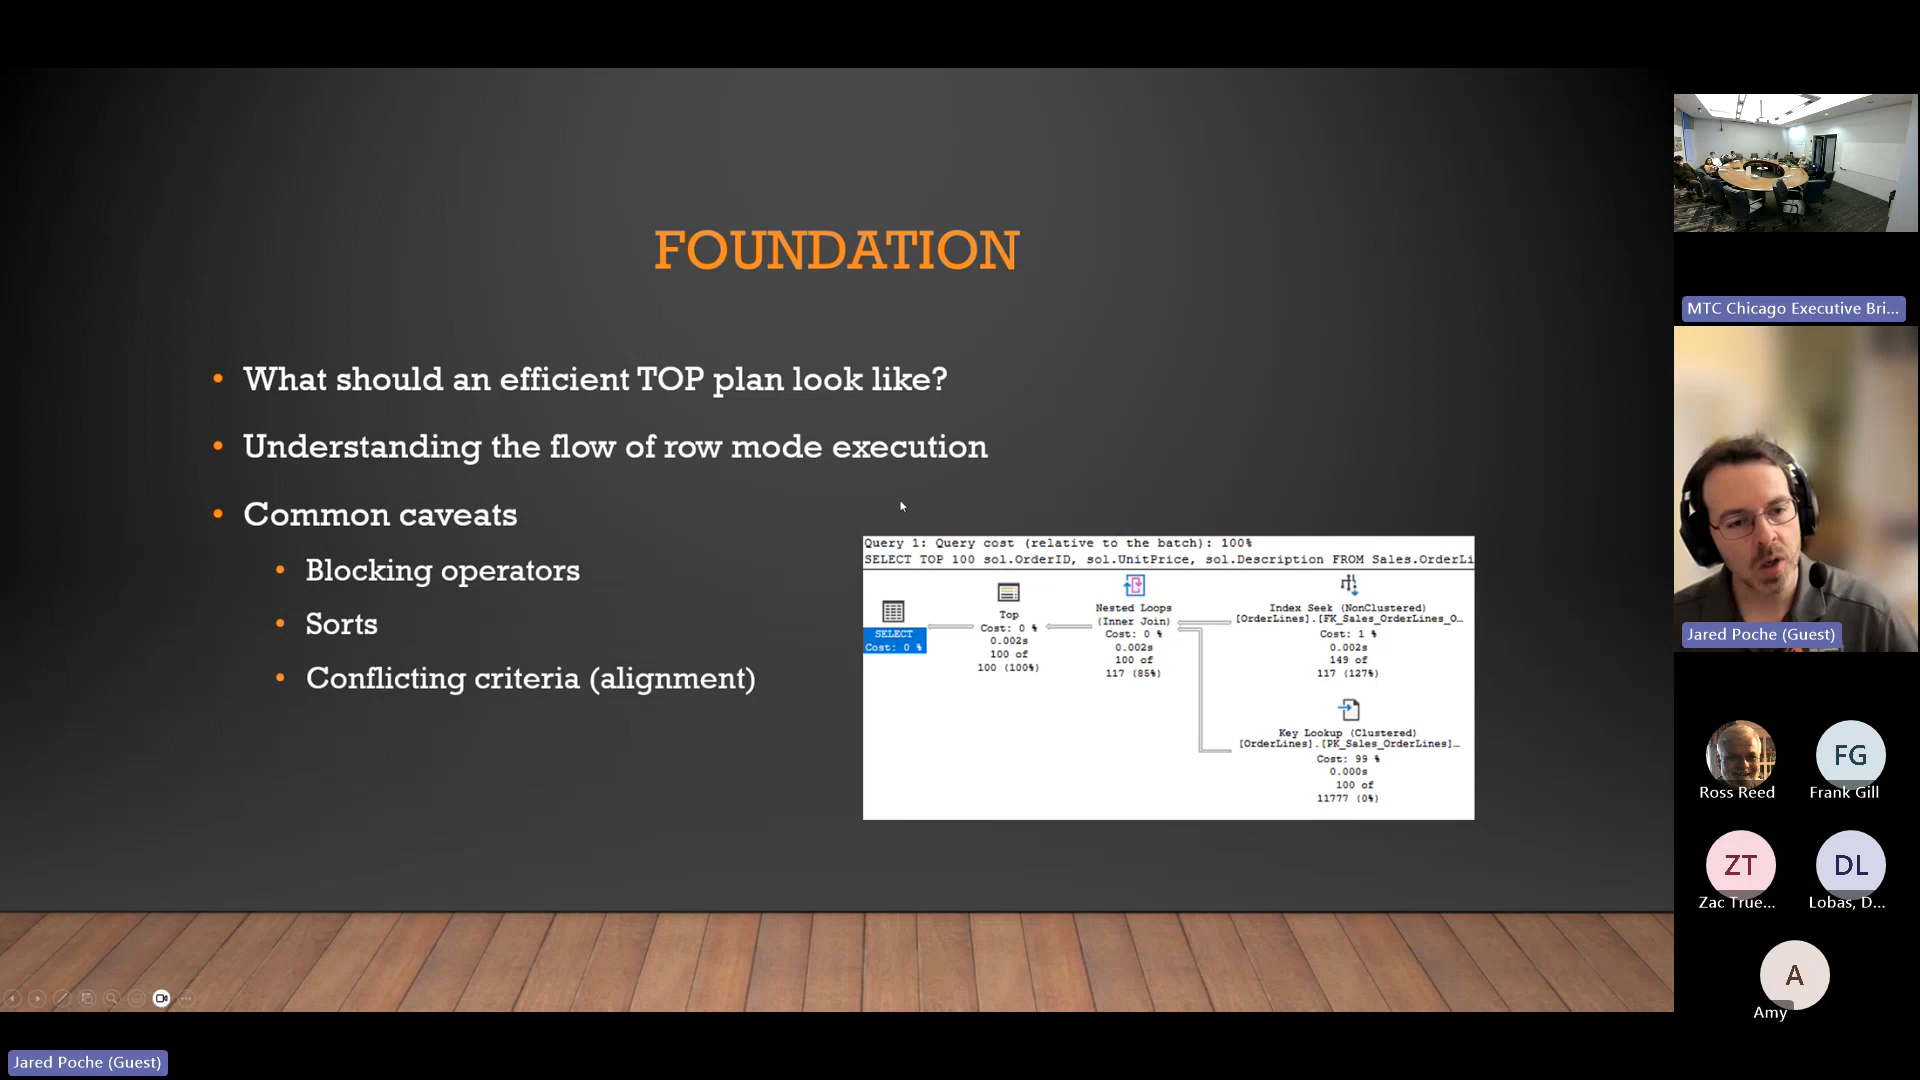 FOUNDATION
• What should an efficient TOP plan look like?
• Understanding the flow of row mode execution
• Common caveats
• Blocking operators
• Sorts
• Conflicting criteria (alignment)
Query 1: Query cost (relative to the batch): 100%
SELECT TOP 100 sol.OrderID, sol.UnitPrice, sol.Description FROM Sales.OrderLi
SELECT
Cost: 0 %
Top
Cost: 0 %
0.002s
100 of
100 (100%)
Nested Loops
(Inner Join)
Cost: 0 %
0.002s
100 of
117 (85%)
Index Seek (NonClustered)
[OrderLines].[FK_Sales_OrderLines_O…
Cost: 1 %
0.002s
149 of
117 (127%)
Key Lookup (Clustered)
[OrderLines].[PK_Sales_OrderLines]…
Cost: 99 %
0.000s
100 of
11777 (0%)
MTC Chicago Executive Bri...
Jared Poche (Guest)
Ross Reed
FG
Frank Gill
ZT
Zac True...
DL
Lobas, D...
A
Amy
Jared Poche (Guest)